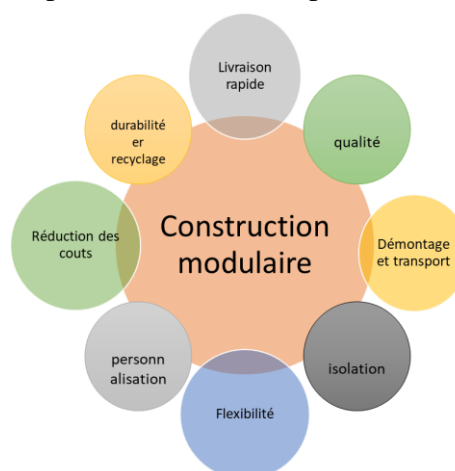 Livraison
rapide
durabilité
er
recyclage
qualité
Réduction des
couts
Construction
modulaire
Démontage
et transport
personn
alisation
isolation
Flexibilité